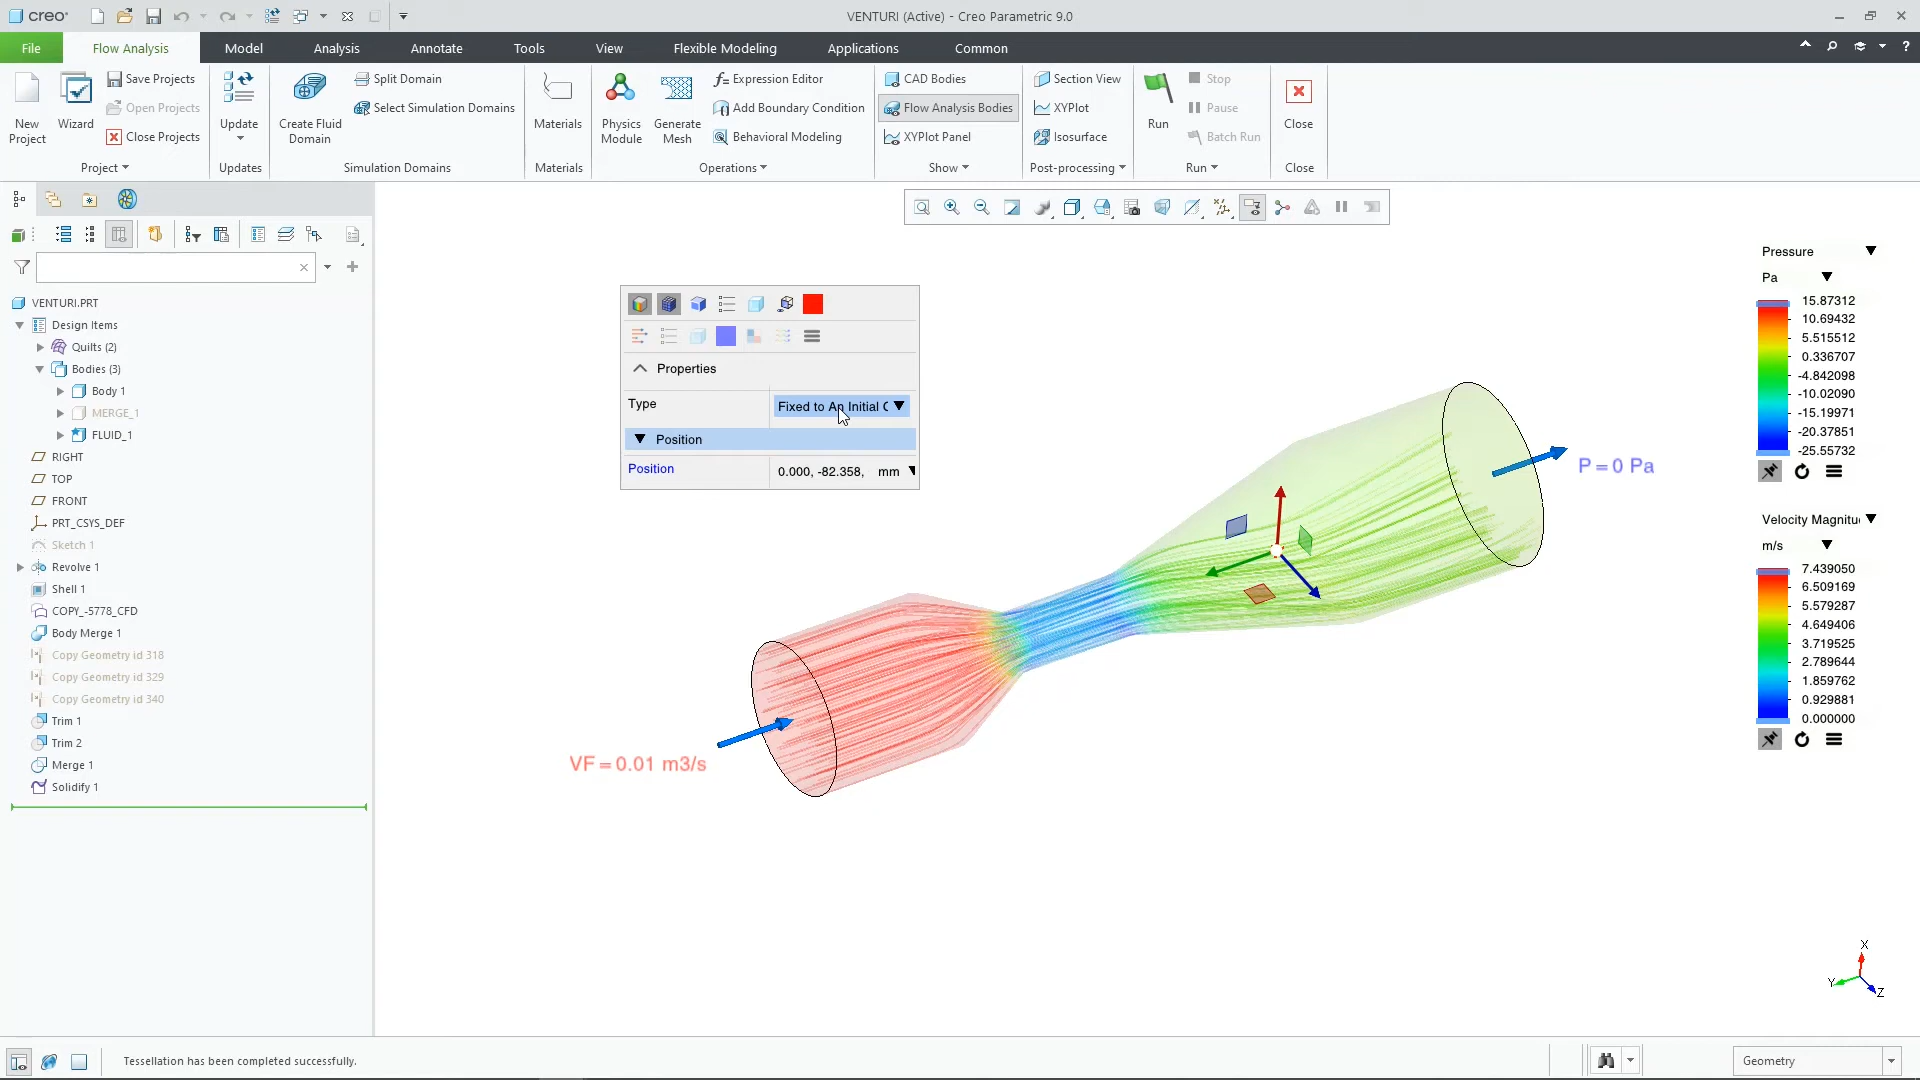 creo
VENTURI (Active) - Creo Parametric 9.0
File
Flow Analysis
Model
Analysis
Annotate
Tools
View
Flexible Modeling
Applications
Common
New Project
Wizard
Save Projects
Open Projects
Close Projects
Project
Update
Updates
Create Fluid Domain
Split Domain
Select Simulation Domains
Simulation Domains
Materials
Materials
Physics Module
Generate Mesh
Expression Editor
Add Boundary Condition
Behavioral Modeling
Operations
CAD Bodies
Flow Analysis Bodies
XYPlot Panel
Show
Section View
XYPlot
Isosurface
Post-processing
Run
Stop
Pause
Batch Run
Run
Close
Close
VENTURI.PRT
Design Items
Quilts (2)
Bodies (3)
Body 1
MERGE_1
FLUID_1
RIGHT
TOP
FRONT
PRT_CSYS_DEF
Sketch 1
Revolve 1
Shell 1
COPY_-5778_CFD
Body Merge 1
Copy Geometry id 318
Copy Geometry id 329
Copy Geometry id 340
Trim 1
Trim 2
Merge 1
Solidify 1
Properties
Type
Fixed to An Initial C
Position
Position
0.000, -82.358,
mm
VF = 0.01 m3/s
P = 0 Pa
Pressure
Pa
15.87312
10.69432
5.515512
0.336707
-4.842098
-10.02090
-15.19971
-20.37851
-25.55732
Velocity Magnitu
m/s
7.439050
6.509169
5.579287
4.649406
3.719525
2.789644
1.859762
0.929881
0.000000
X
Y
Z
Tessellation has been completed successfully.
Geometry